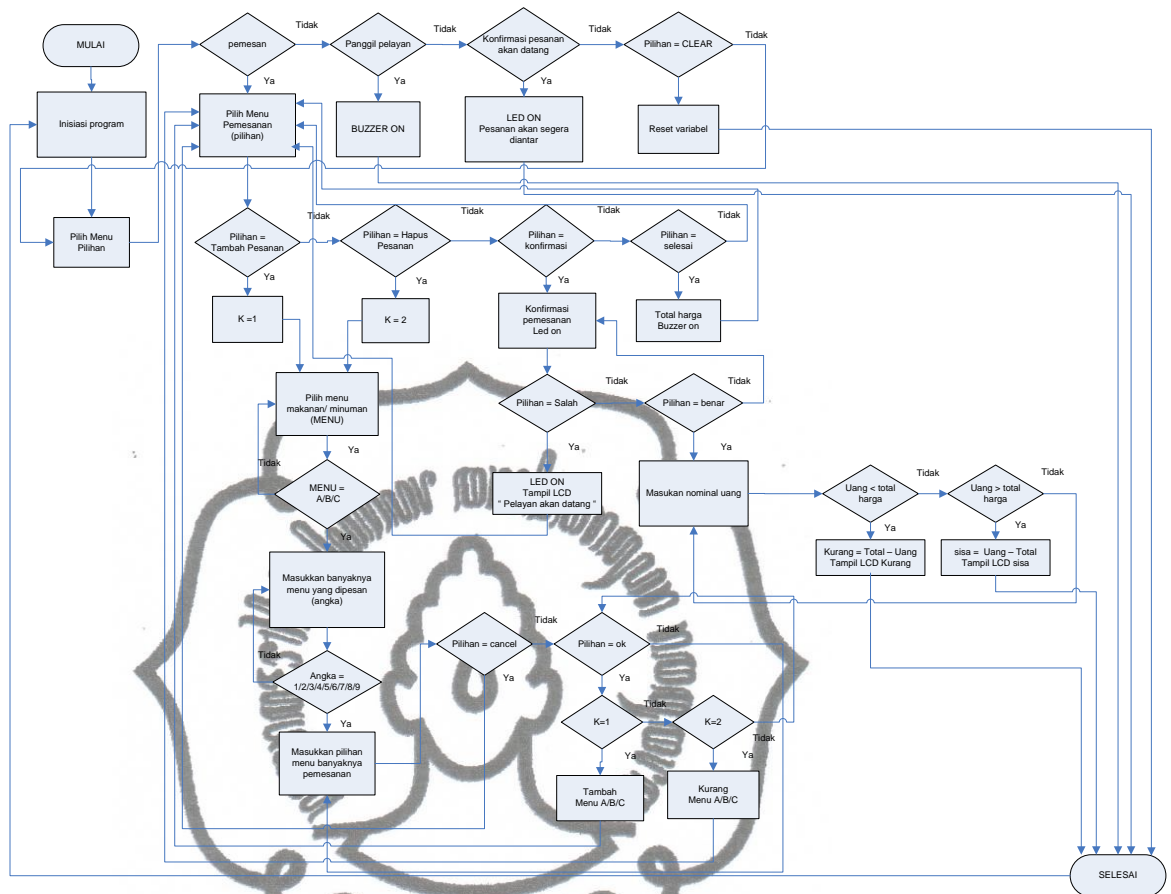 MULAI
Inisiasi program
Pilih Menu
Pilihan
pemesan
Tidak
Ya
Panggil pelayan
Tidak
Ya
Konfirmasi pesanan
akan datang
Tidak
Ya
Pilihan = CLEAR
Tidak
Ya
Pilih Menu
Pemesanan
(pilihan)
BUZZER ON
LED ON
Pesanan akan segera
diantar
Reset variabel
Pilihan =
Tambah Pesanan
Tidak
Ya
Pilihan = Hapus
Pesanan
Tidak
Ya
Pilihan =
konfirmasi
Tidak
Ya
Pilihan =
selesai
Tidak
Ya
K =1
K = 2
Konfirmasi
pemesanan
Led on
Total harga
Buzzer on
Pilih menu
makanan/ minuman
(MENU)
Ya
Pilihan = Salah
Tidak
Ya
Pilihan = benar
Tidak
Ya
Tidak
MENU =
A/B/C
Ya
LED ON
Tampil LCD
“ Pelayan akan datang “
Masukan nominal uang
Uang < total
harga
Tidak
Ya
Uang > total
harga
Tidak
Ya
Kurang = Total – Uang
Tampil LCD Kurang
sisa = Uang – Total
Tampil LCD sisa
Masukkan banyaknya
menu yang dipesan
(angka)
Tidak
Angka =
1/2/3/4/5/6/7/8/9
Ya
Masukkan pilihan
menu banyaknya
pemesanan
Pilihan = cancel
Tidak
Ya
Pilihan = ok
Tidak
Ya
K=1
Tidak
Ya
K=2
Tidak
Ya
Tambah
Menu A/B/C
Kurang
Menu A/B/C
SELESAI